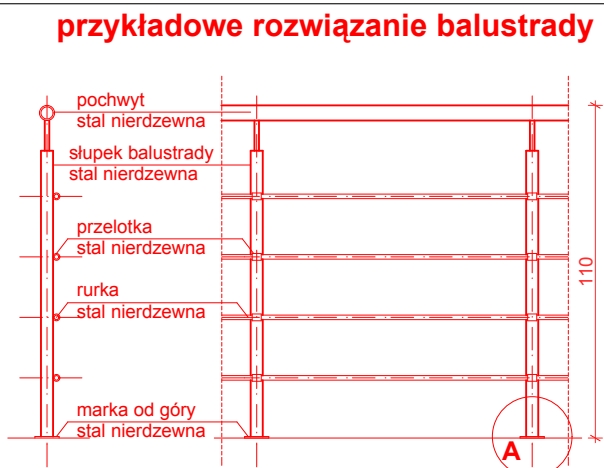 przykładowe rozwiązanie balustrady
pochwyt
stal nierdzewna
słupek balustrady
stal nierdzewna
przelotka
stal nierdzewna
rurka
stal nierdzewna
marka od góry
stal nierdzewna
110
A